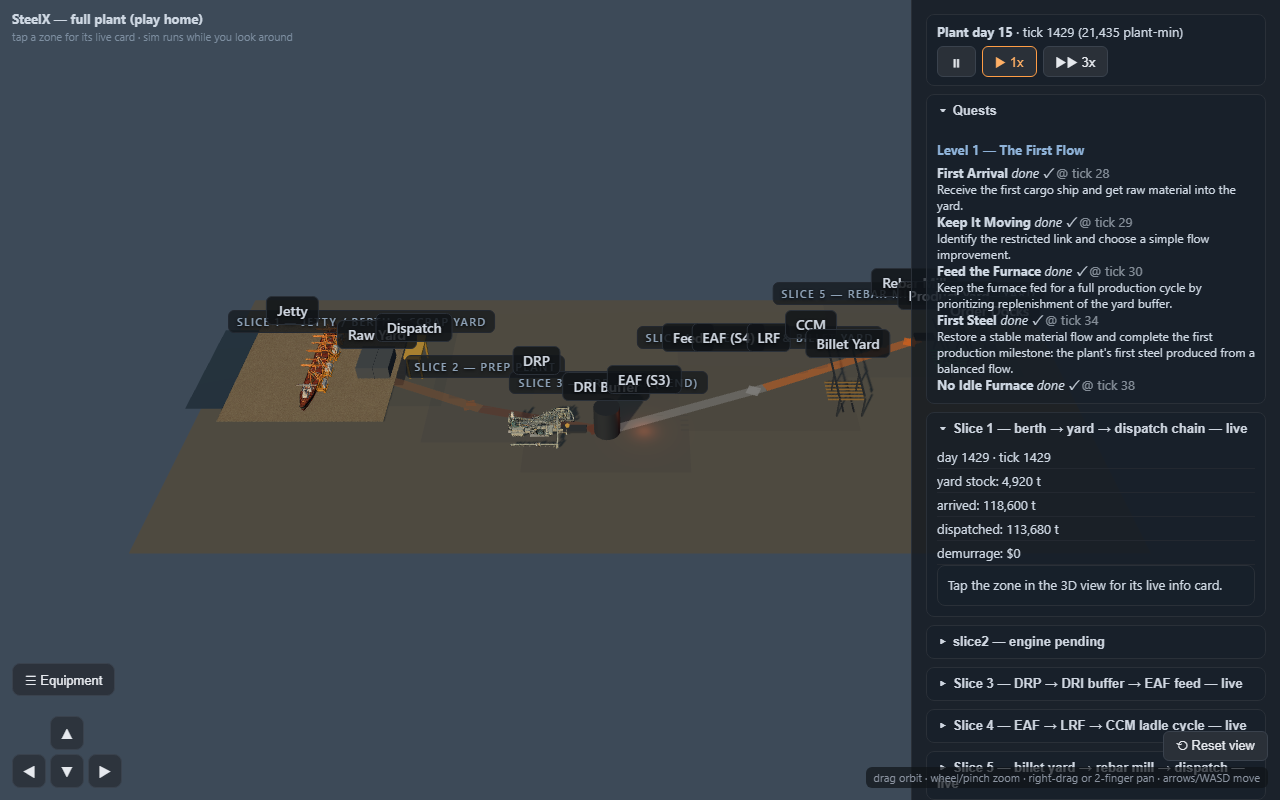 SteelX — full plant (play home)
tap a zone for its live card · sim runs while you look around
Jetty
SLICE
YARD
Raw
Dispatch
SLICE 2 — PREP
DRP
SLICE 3
DRI B
EAF (S3)
SLICE 5 — REBAR
Reba
Prod
CCM
Fee
EAF (S4)
LRF
Billet Yard
☰ Equipment
▲
◀ ▼ ▶
Plant day 15 · tick 1429 (21,435 plant-min)
⏸ ▶ 1x ▶▶ 3x
▾ Quests
Level 1 — The First Flow
First Arrival done ✓@ tick 28
Receive the first cargo ship and get raw material into the
yard.
Keep It Moving done ✓@ tick 29
Identify the restricted link and choose a simple flow
improvement.
Feed the Furnace done ✓@ tick 30
Keep the furnace fed for a full production cycle by
prioritizing replenishment of the yard buffer.
First Steel done ✓@ tick 34
Restore a stable material flow and complete the first
production milestone: the plant's first steel produced from a
balanced flow.
No Idle Furnace done ✓@ tick 38
▾ Slice 1 — berth → yard → dispatch chain — live
day 1429 · tick 1429
yard stock: 4,920 t
arrived: 118,600 t
dispatched: 113,680 t
demurrage: $0
Tap the zone in the 3D view for its live info card.
▸ slice2 — engine pending
▸ Slice 3 — DRP → DRI buffer → EAF feed — live
▸ Slice 4 — EAF → LRF → CCM ladle cycle — live
⟲ Reset view
▸ Slice 5 — billet yard → rebar mill → dispatch —
live
drag orbit · wheel/pinch zoom · right-drag or 2-finger pan · arrows/WASD move